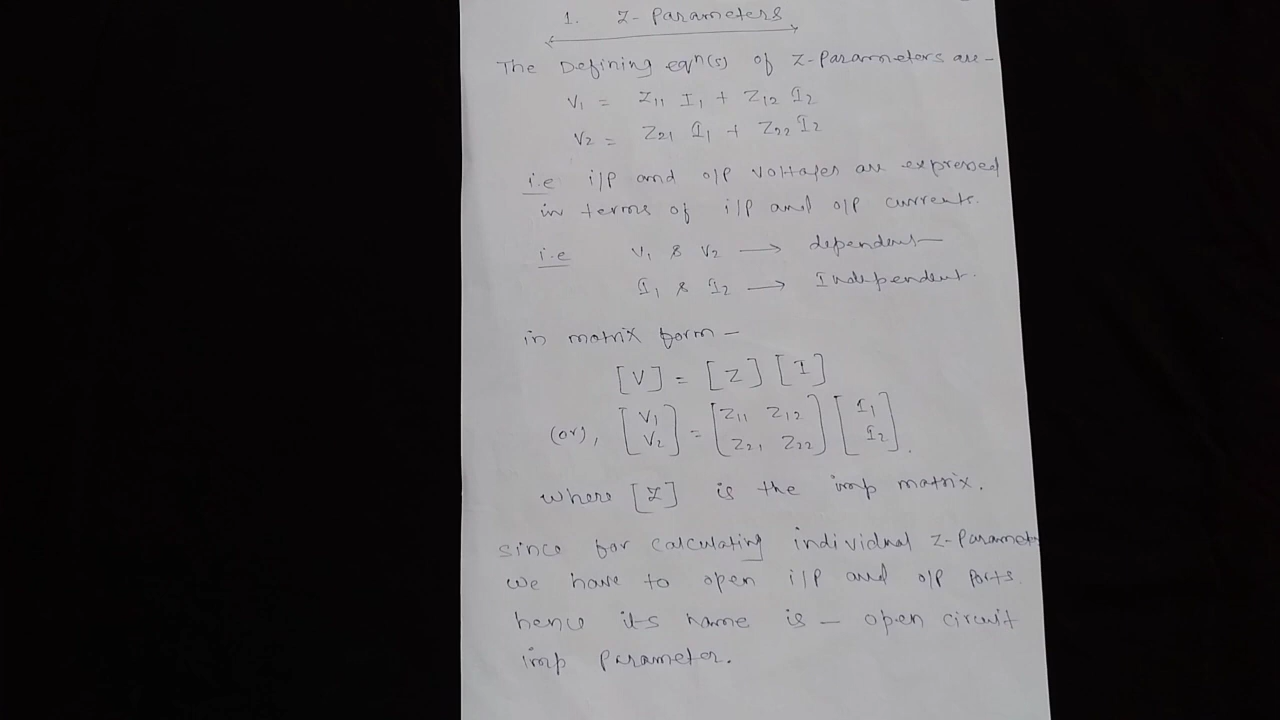 1. Z-Parameters
The Defining eqn(s) of Z-Parameters are -
V1 = Z11 I1 + Z12 I2
V2 = Z21 I1 + Z22 I2
i.e i/P and o/P voltages are expressed
in terms of i/P and o/P currents.
i.e V1 & V2 → dependent
I1 & I2 → Independent.
in matrix form -
[V] = [Z] [I]
(or), [V1 V2] = [Z11 Z12 Z21 Z22] [I1 I2].
where [Z] is the imp matrix.
since for calculating individual Z-Paramet
we have to open i/P and o/P Ports.
hence its name is - open circuit
imp Parameter.